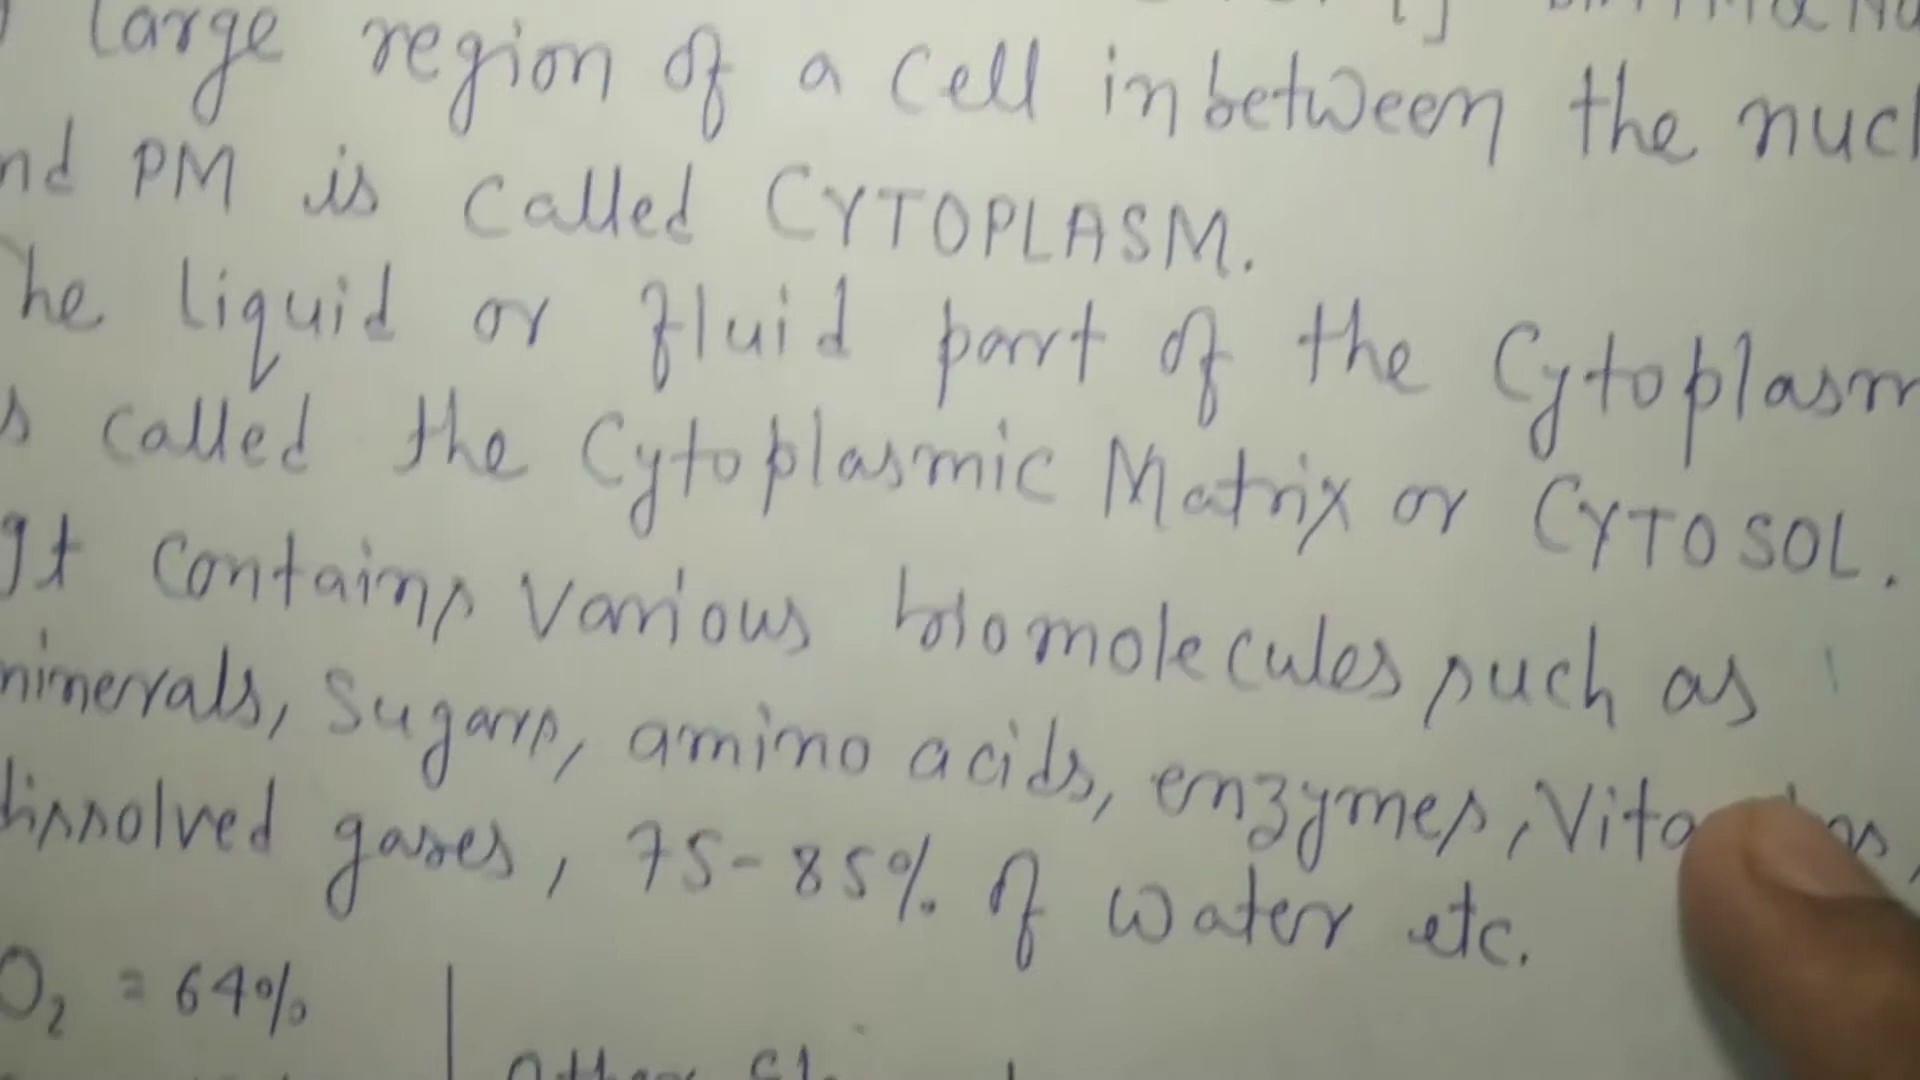 large region of a cell inbetween the nucl
nd PM is called CYTOPLASM.
he liquid or fluid part of the Cytoplasm
s called the Cytoplasmic Matrix or CYTOSOL.
It contains various biomolecules such as
minerals, sugars, amino acids, enzymes, Vita
dissolved gases, 75-85% of water etc.
O₂ = 64%